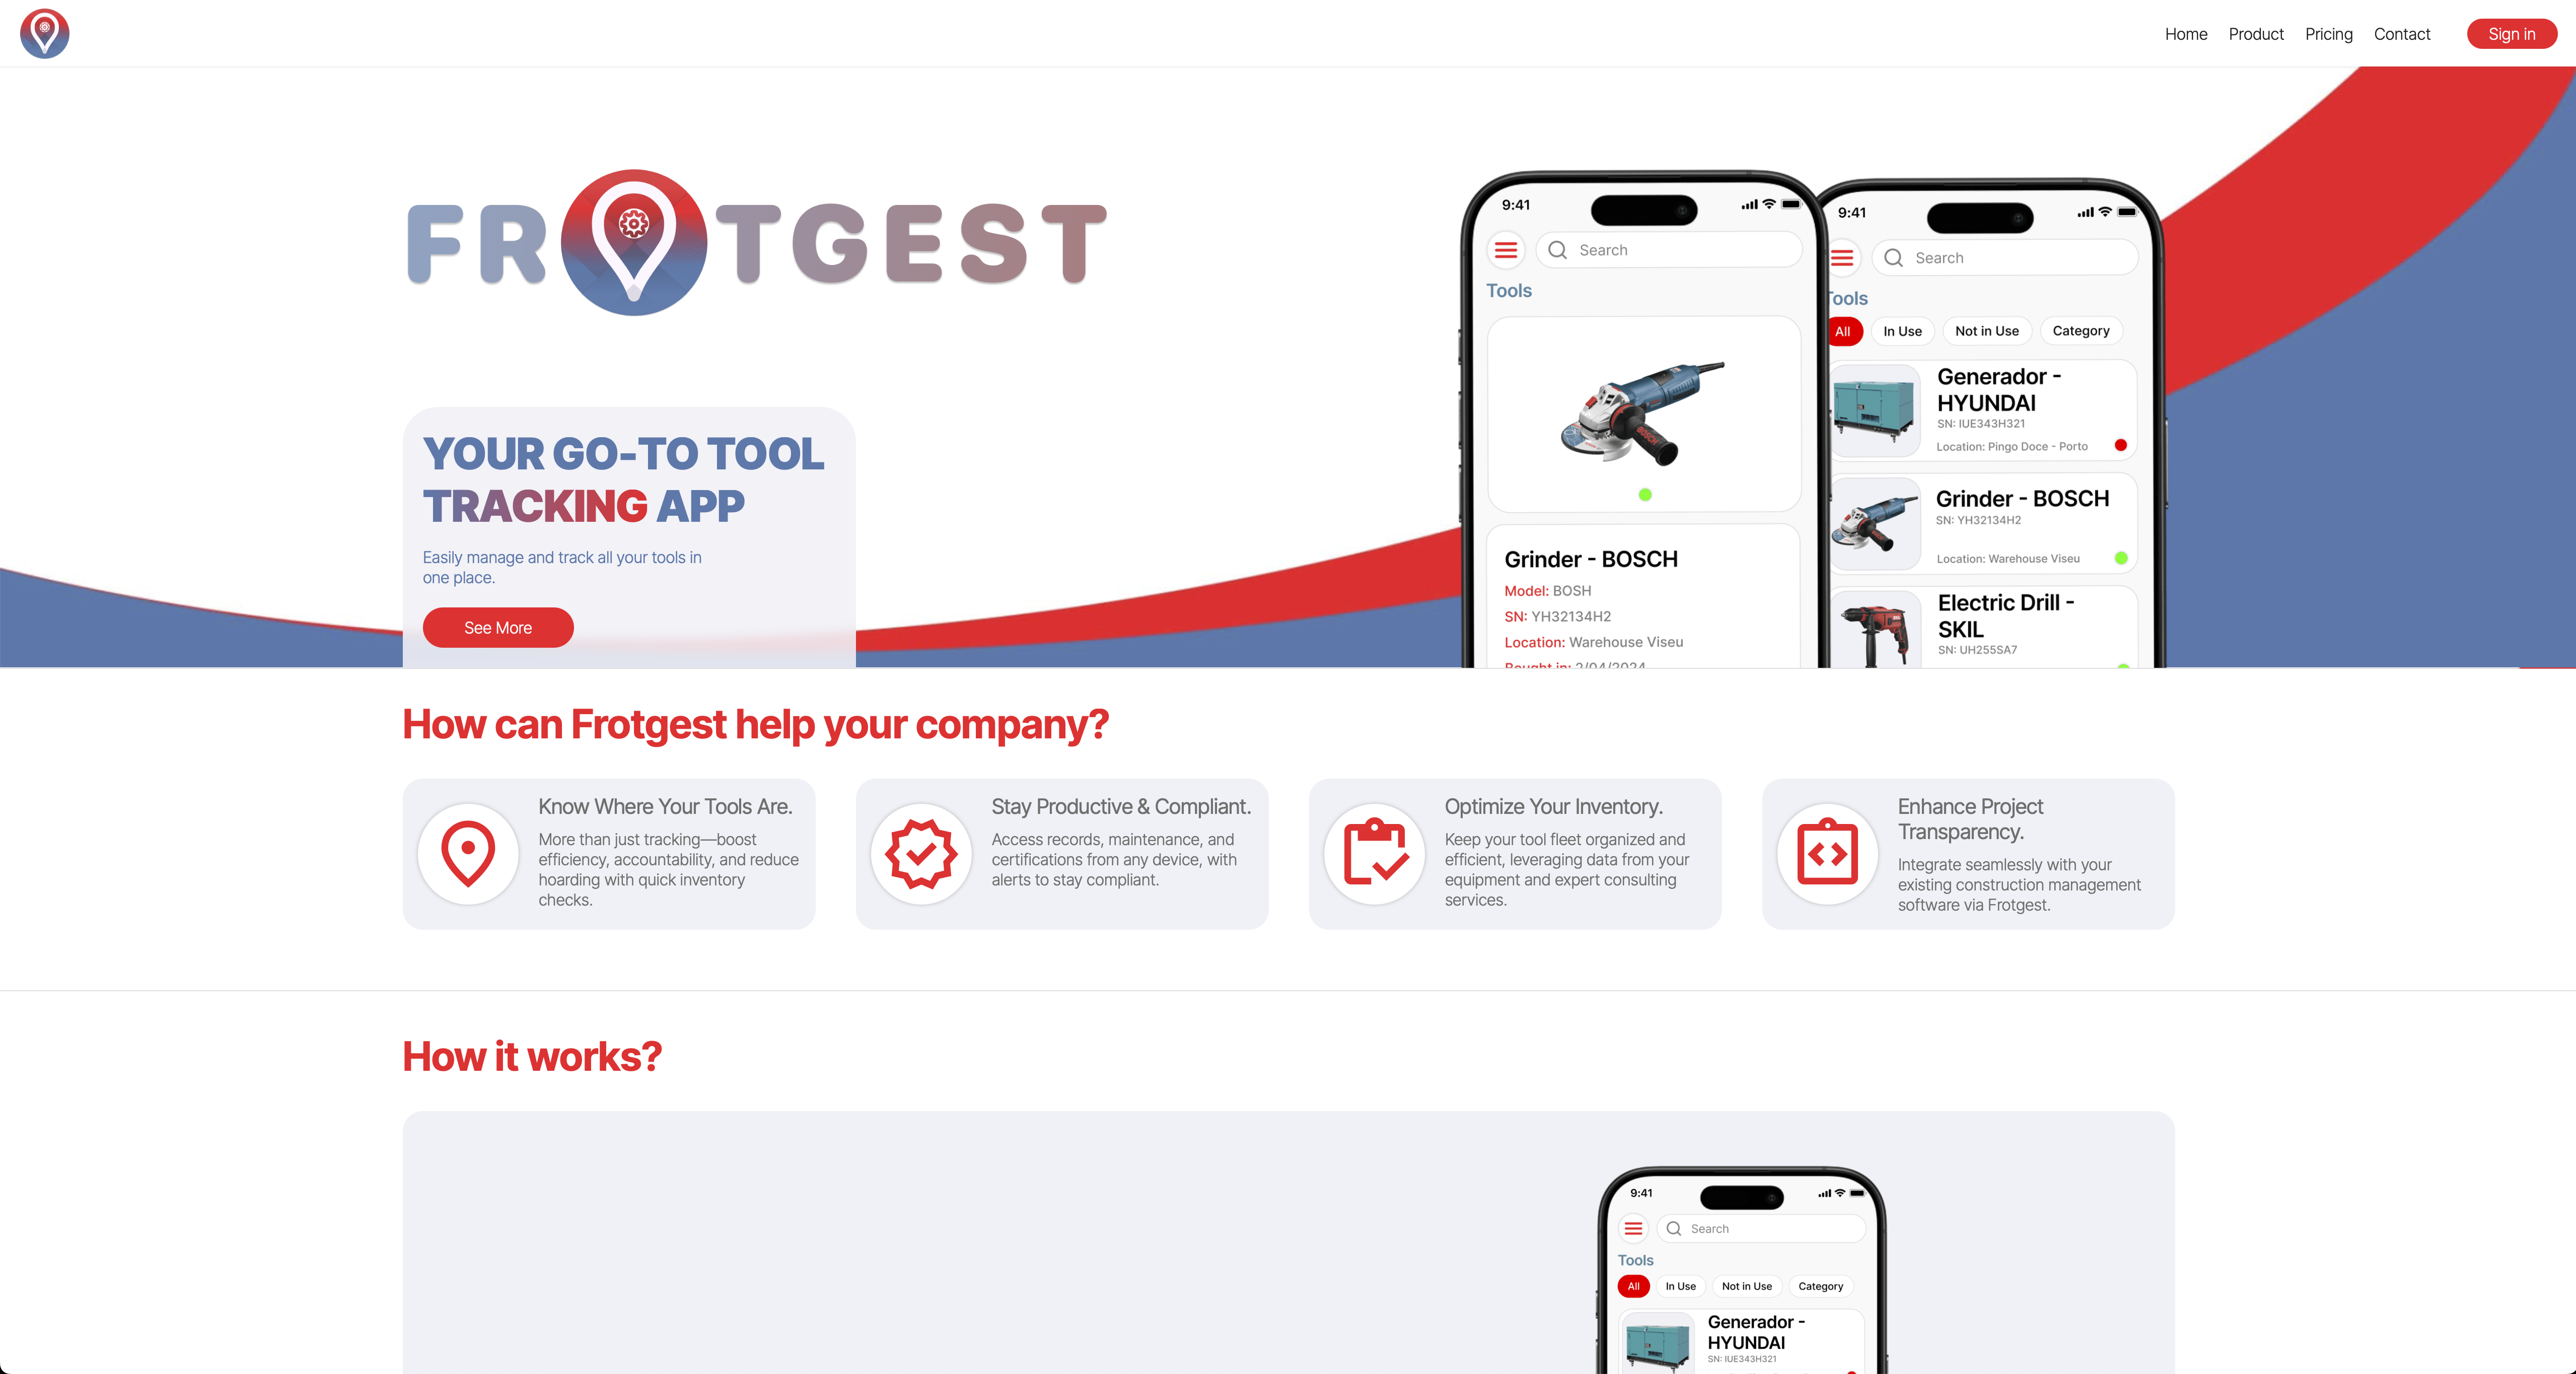 Home Product Pricing Contact Sign in
FROTGEST
YOUR GO-TO TOOL
TRACKING APP
Easily manage and track all your tools in
one place.
See More
9:41
Search
Tools
Grinder - BOSCH
Model: BOSH
SN: YH32134H2
Location: Warehouse Viseu
Bought in: 2/04/2024
9:41
Search
Tools
All In Use Not in Use Category
Generador -
HYUNDAI
SN: IUE343H321
Location: Pingo Doce - Porto
Grinder - BOSCH
SN: YH32134H2
Location: Warehouse Viseu
Electric Drill -
SKIL
SN: UH255SA7
How can Frotgest help your company?
Know Where Your Tools Are.
More than just tracking—boost
efficiency, accountability, and reduce
hoarding with quick inventory
checks.
Stay Productive & Compliant.
Access records, maintenance, and
certifications from any device, with
alerts to stay compliant.
Optimize Your Inventory.
Keep your tool fleet organized and
efficient, leveraging data from your
equipment and expert consulting
services.
Enhance Project
Transparency.
Integrate seamlessly with your
existing construction management
software via Frotgest.
How it works?
9:41
Search
Tools
All In Use Not in Use Category
Generador -
HYUNDAI
SN: IUE343H321